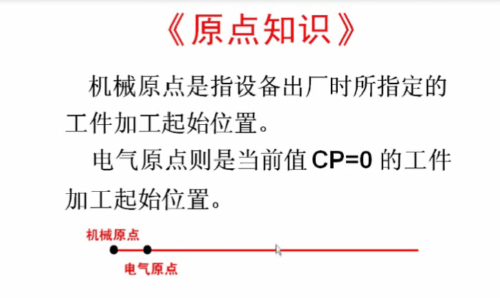 《原点知识》
机械原点是指设备出厂时所指定的
工件加工起始位置。
电气原点则是当前值CP=0的工件
加工起始位置。
机械原点
电气原点